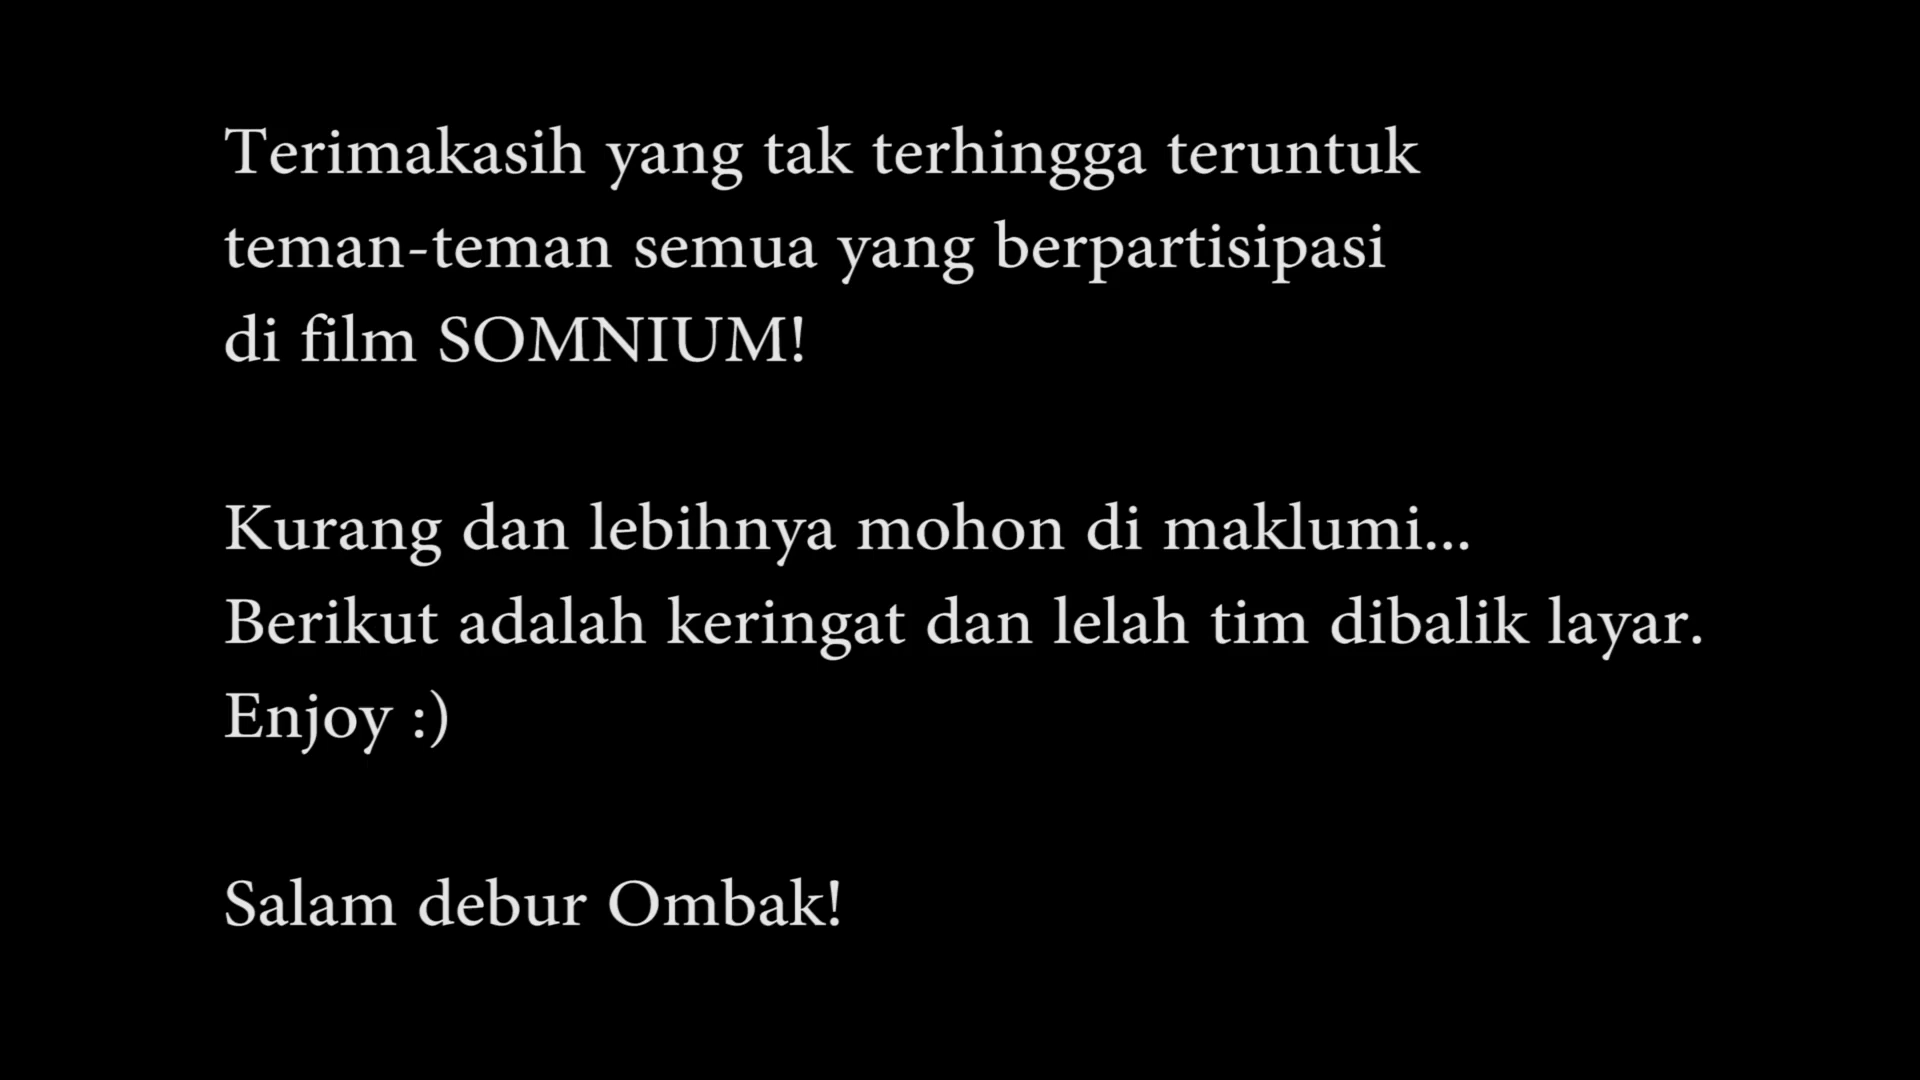 Terimakasih yang tak terhingga teruntuk
teman-teman semua yang berpartisipasi
di film SOMNIUM!
Kurang dan lebihnya mohon di maklumi...
Berikut adalah keringat dan lelah tim dibalik layar.
Enjoy :)
Salam debur Ombak!